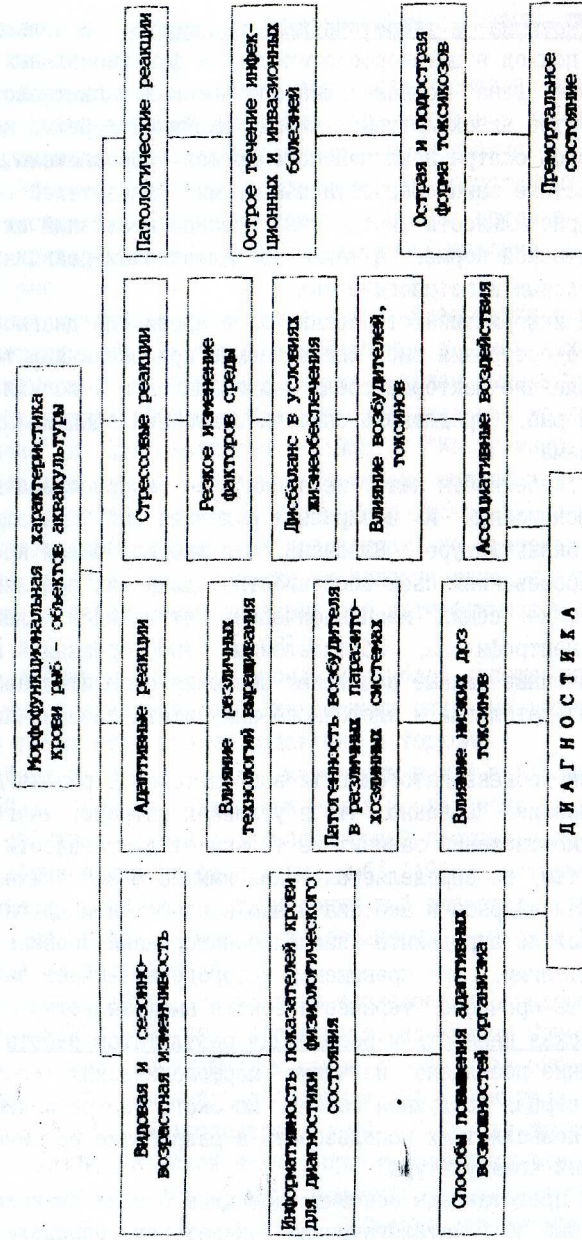 Морфофункциональная характеристика
крови рыб - объектов аквакультуры
Видовая и сезонно-
возрастная изменчивость
Адаптивные реакции
Стрессовые реакции
Патологические реакции
Информативность показателей крови
для диагностики физиологического
состояния
Влияние различных
технологий выращивания
Резкое изменение
факторов среды
Острое течение инфек-
ционных и инвазионных
болезней
Патогенность возбудителя
в различных паразито-
хозяинных экосистемах
Дисбаланс в условиях
жизнеобеспечения
Способы повышения адаптивных
возможностей организма
Влияние низких доз
токсинов
Влияние возбудителей,
токсинов
Острая и подострая
форма токсикозов
Ассоциативные воздействия
Премортальное
состояние
ДИАГНОСТИКА